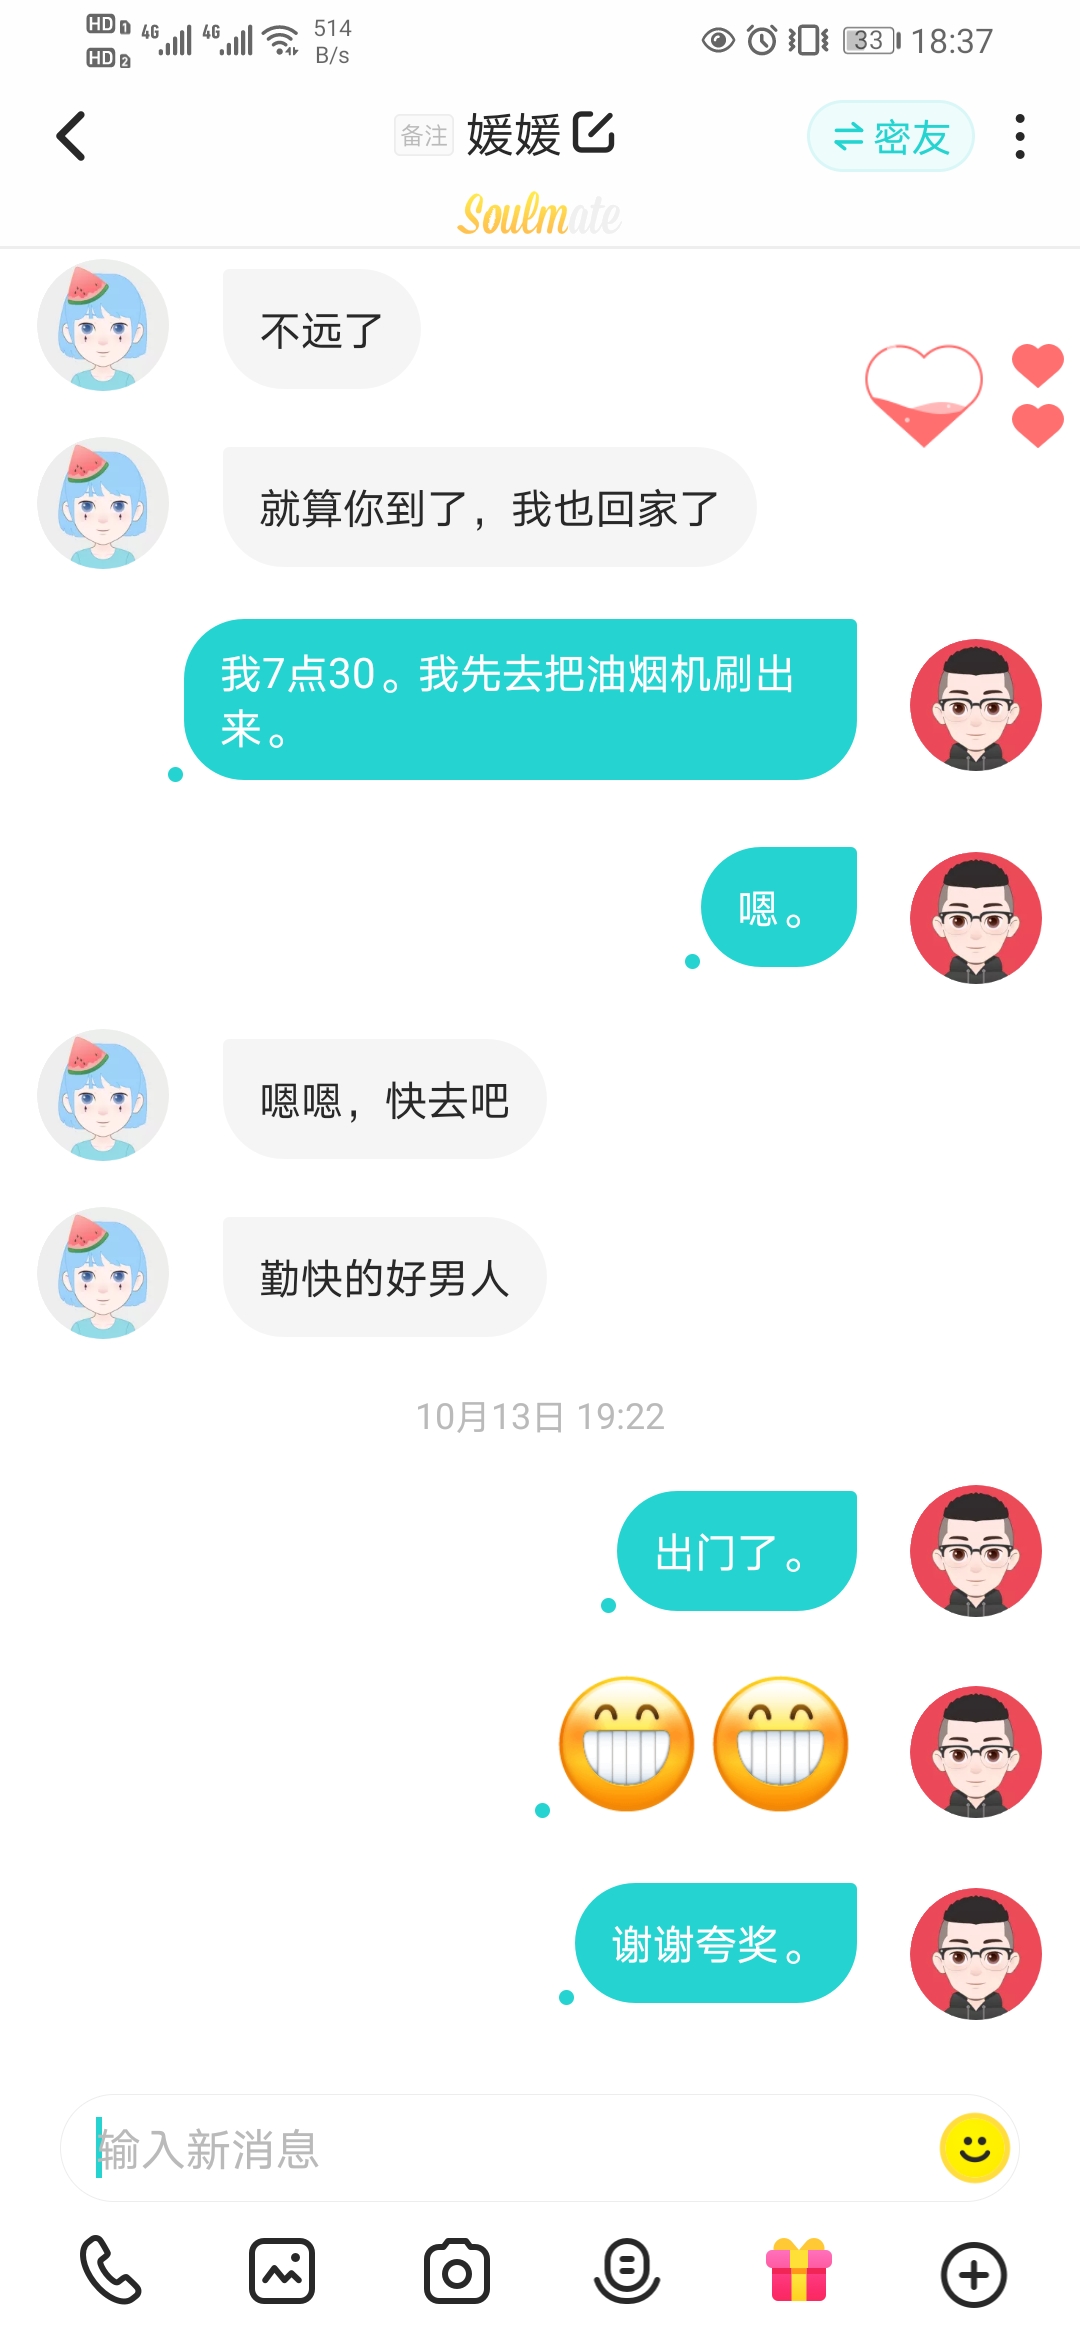 HD 1 4G 4G 514
HD 2 B/s
33 18:37
备注 媛媛 密友
Soulmate
不远了
就算你到了，我也回家了
我7点30。我先去把油烟机刷出
来。
嗯。
嗯嗯，快去吧
勤快的好男人
10月13日 19:22
出门了。
谢谢夸奖。
输入新消息